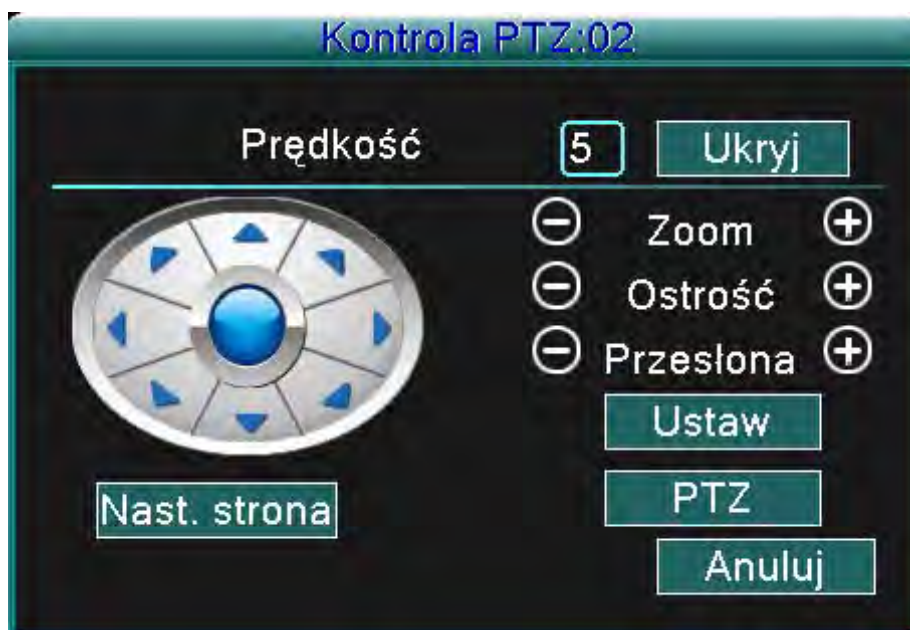 Kontrola PTZ:02
Prędkość 5 Ukryj
Zoom
Ostrość
Przesłona
Ustaw
PTZ
Nast. strona
Anuluj